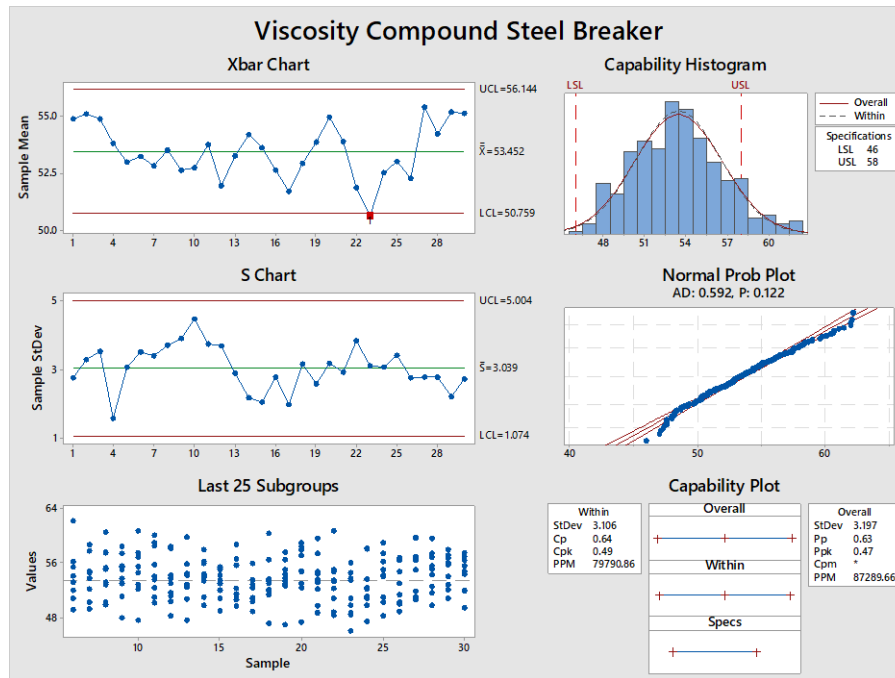 Viscosity Compound Steel Breaker
Xbar Chart
Sample Mean
55.0
52.5
50.0
1 4 7 10 13 16 19 22 25 28
UCL=56.144
X̿=53.452
LCL=50.759
Capability Histogram
LSL USL
48 51 54 57 60
Overall
Within
Specifications
LSL 46
USL 58
S Chart
Sample StDev
5
3
1
1 4 7 10 13 16 19 22 25 28
UCL=5.004
S̄=3.039
LCL=1.074
Normal Prob Plot
AD: 0.592, P: 0.122
40 50 60
Last 25 Subgroups
Values
64
56
48
10 15 20 25 30
Sample
Capability Plot
Within
StDev 3.106
Cp 0.64
Cpk 0.49
PPM 79790.86
Overall
Within
Specs
Overall
StDev 3.197
Pp 0.63
Ppk 0.47
Cpm *
PPM 87289.66